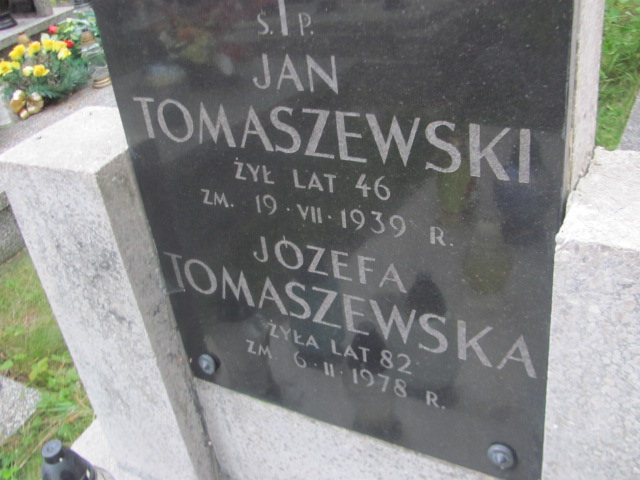 Ś. P.
JAN
TOMASZEWSKI
ŻYŁ LAT 46
ZM. 19·VII·1939 R.
JÓZEFA
TOMASZEWSKA
ŻYŁA LAT 82
ZM. 6·II·1978 R.